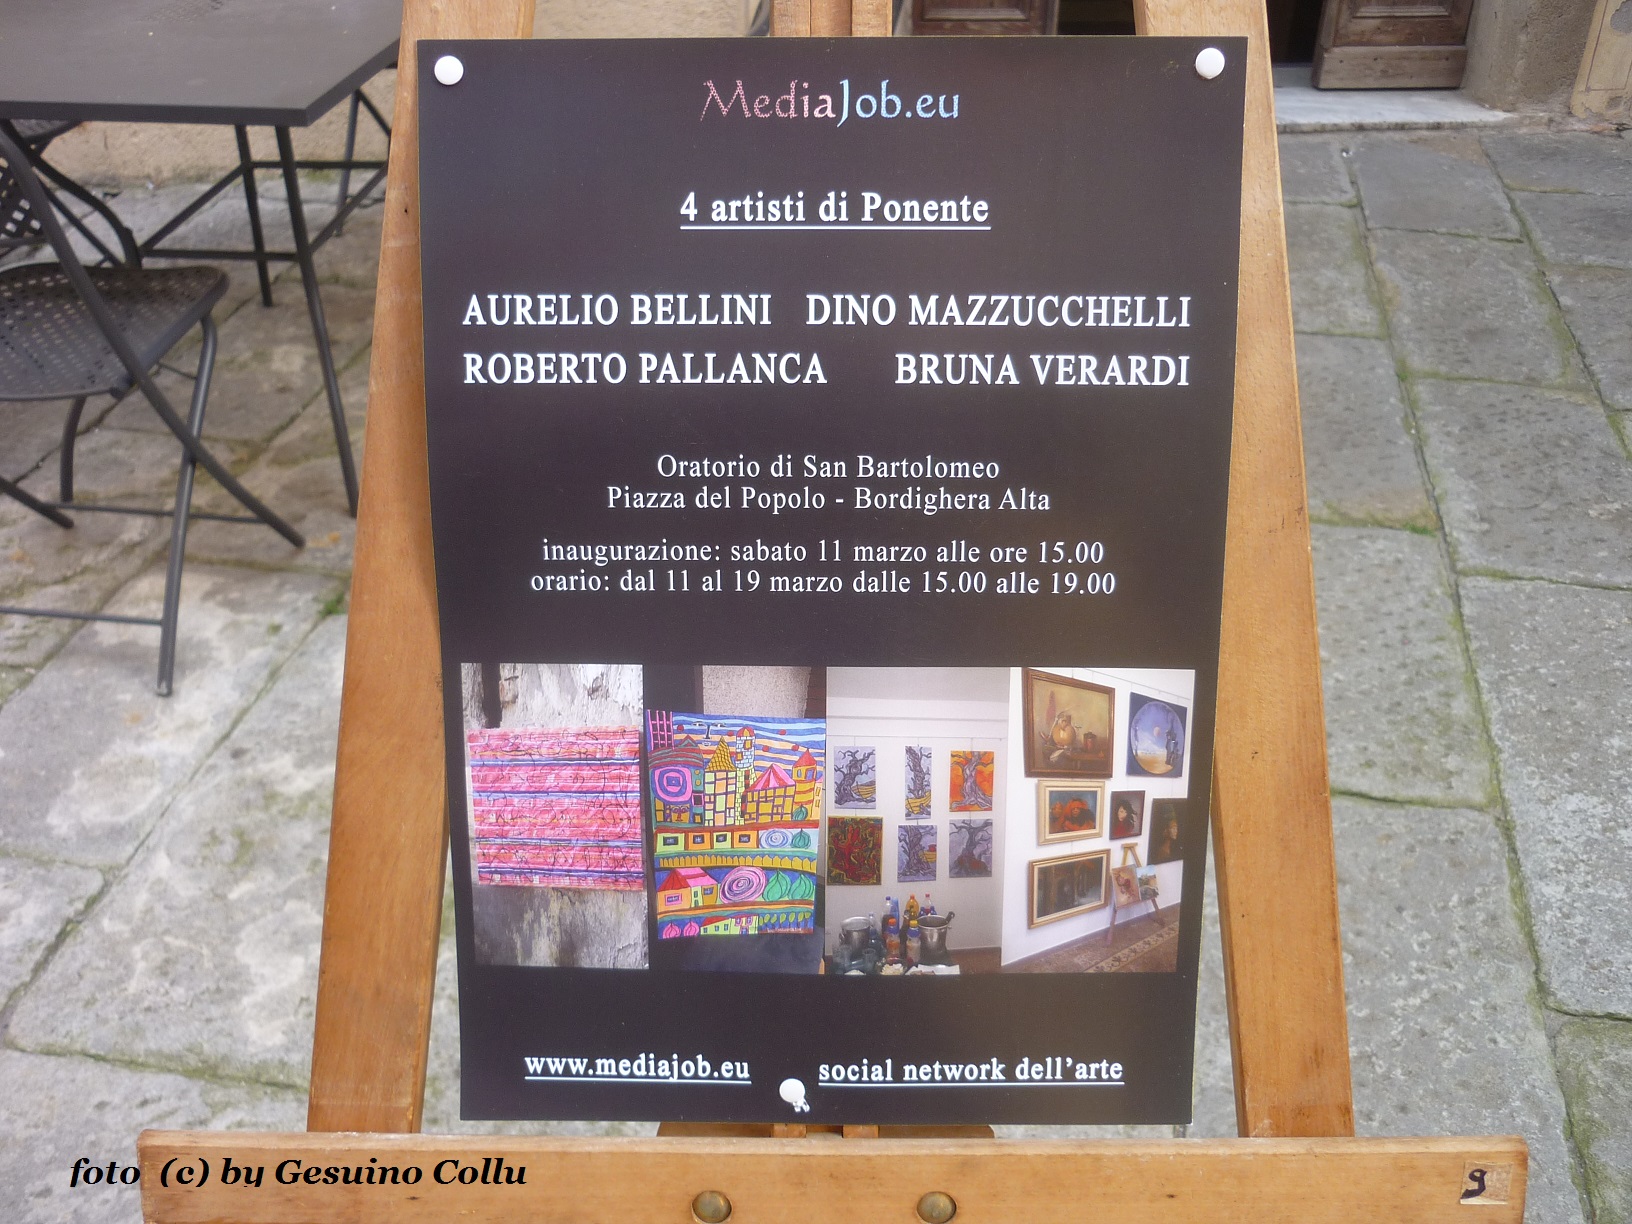 MediaJob.eu
4 artisti di Ponente
AURELIO BELLINI DINO MAZZUCCHELLI
ROBERTO PALLANCA BRUNA VERARDI
Oratorio di San Bartolomeo
Piazza del Popolo - Bordighera Alta
inaugurazione: sabato 11 marzo alle ore 15.00
orario: dal 11 al 19 marzo dalle 15.00 alle 19.00
www.mediajob.eu social network dell'arte
foto (c) by Gesuino Collu
9